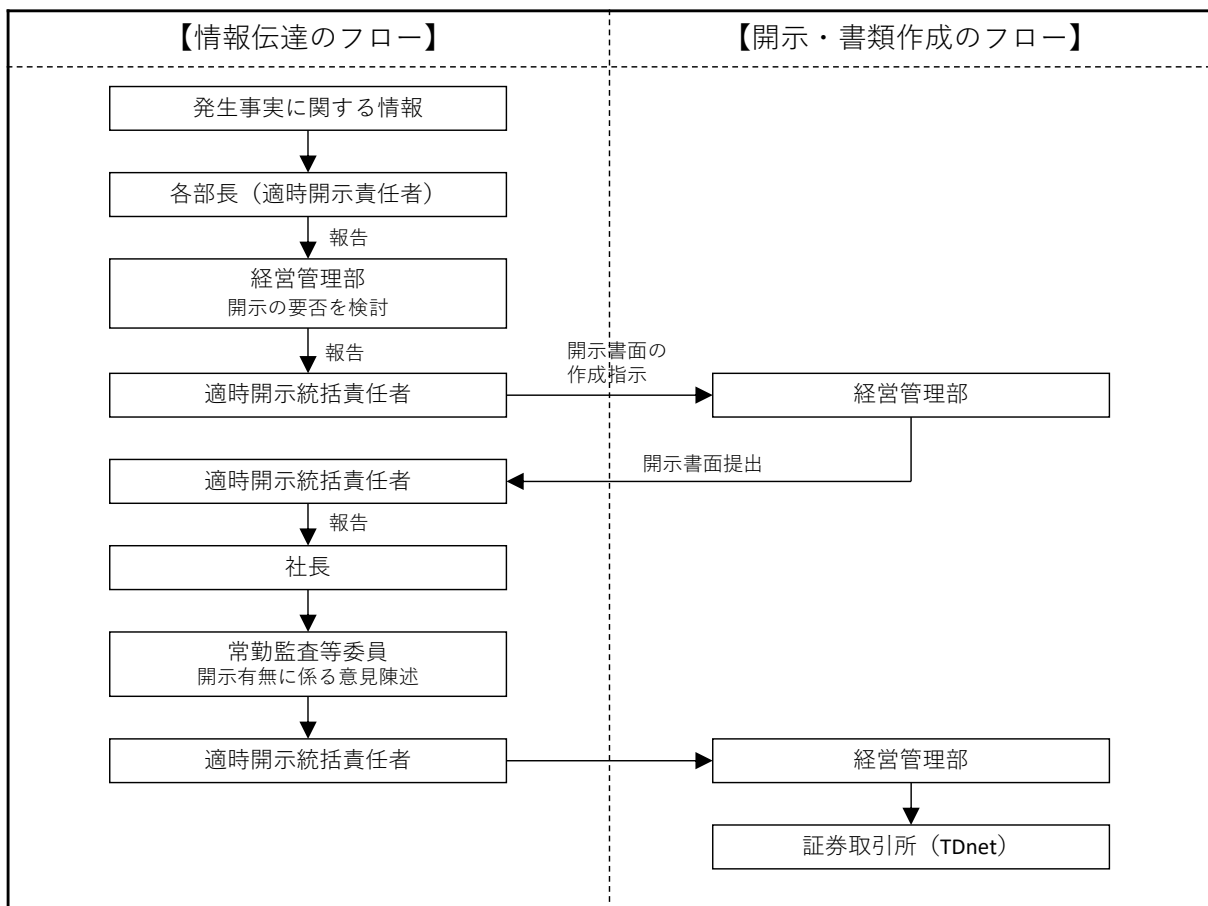 【情報伝達のフロー】
【開示・書類作成のフロー】
発生事実に関する情報
各部長（適時開示責任者）
報告
経営管理部
開示の要否を検討
報告
適時開示統括責任者
開示書面の
作成指示
経営管理部
開示書面提出
適時開示統括責任者
報告
社長
常勤監査等委員
開示有無に係る意見陳述
適時開示統括責任者
経営管理部
証券取引所（TDnet）